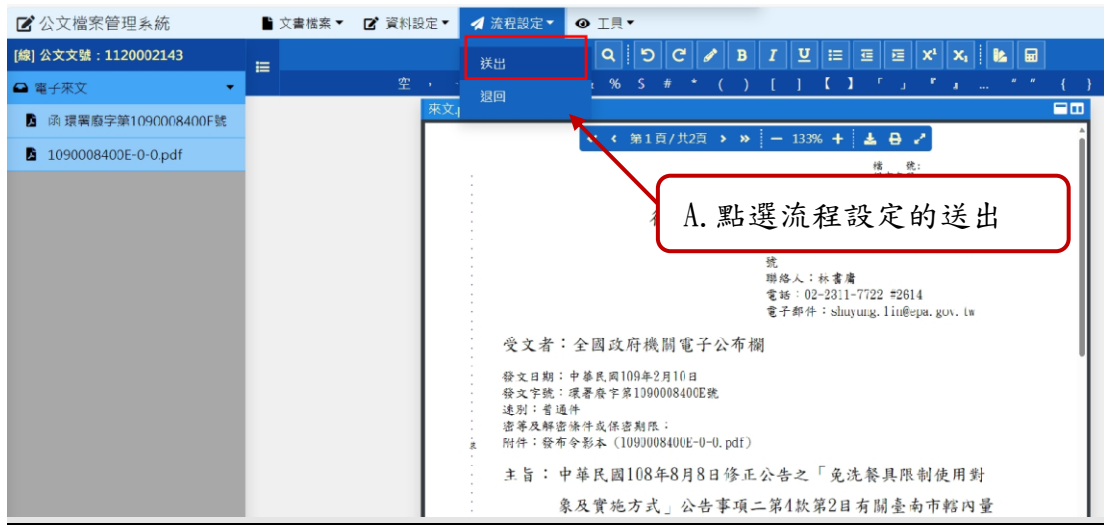 公文檔案管理系統 文書檔案 資料設定 流程設定 工具
[線] 公文文號：1120002143
送出
退回
B I U X¹ X₁
空 ， % $ # * ( ) [ ] 【 】 「 」 『 』 … “ ” { }
電子來文
函 環署廢字第1090008400F號
1090008400E-0-0.pdf
來文.
第1頁/共2頁 133%
檔 號:
A.點選流程設定的送出
號
聯絡人：林書庸
電話：02-2311-7722 #2614
電子郵件：shuyung.lin@epa.gov.tw
受文者：全國政府機關電子公布欄
發文日期：中華民國109年2月10日
發文字號：環署廢字第1090008400E號
速別：普通件
密等及解密條件或保密期限：
附件：發布令影本（1090008400E-0-0.pdf）
主旨：中華民國108年8月8日修正公告之「免洗餐具限制使用對
象及實施方式」公告事項二第4款第2目有關臺南市轄內量